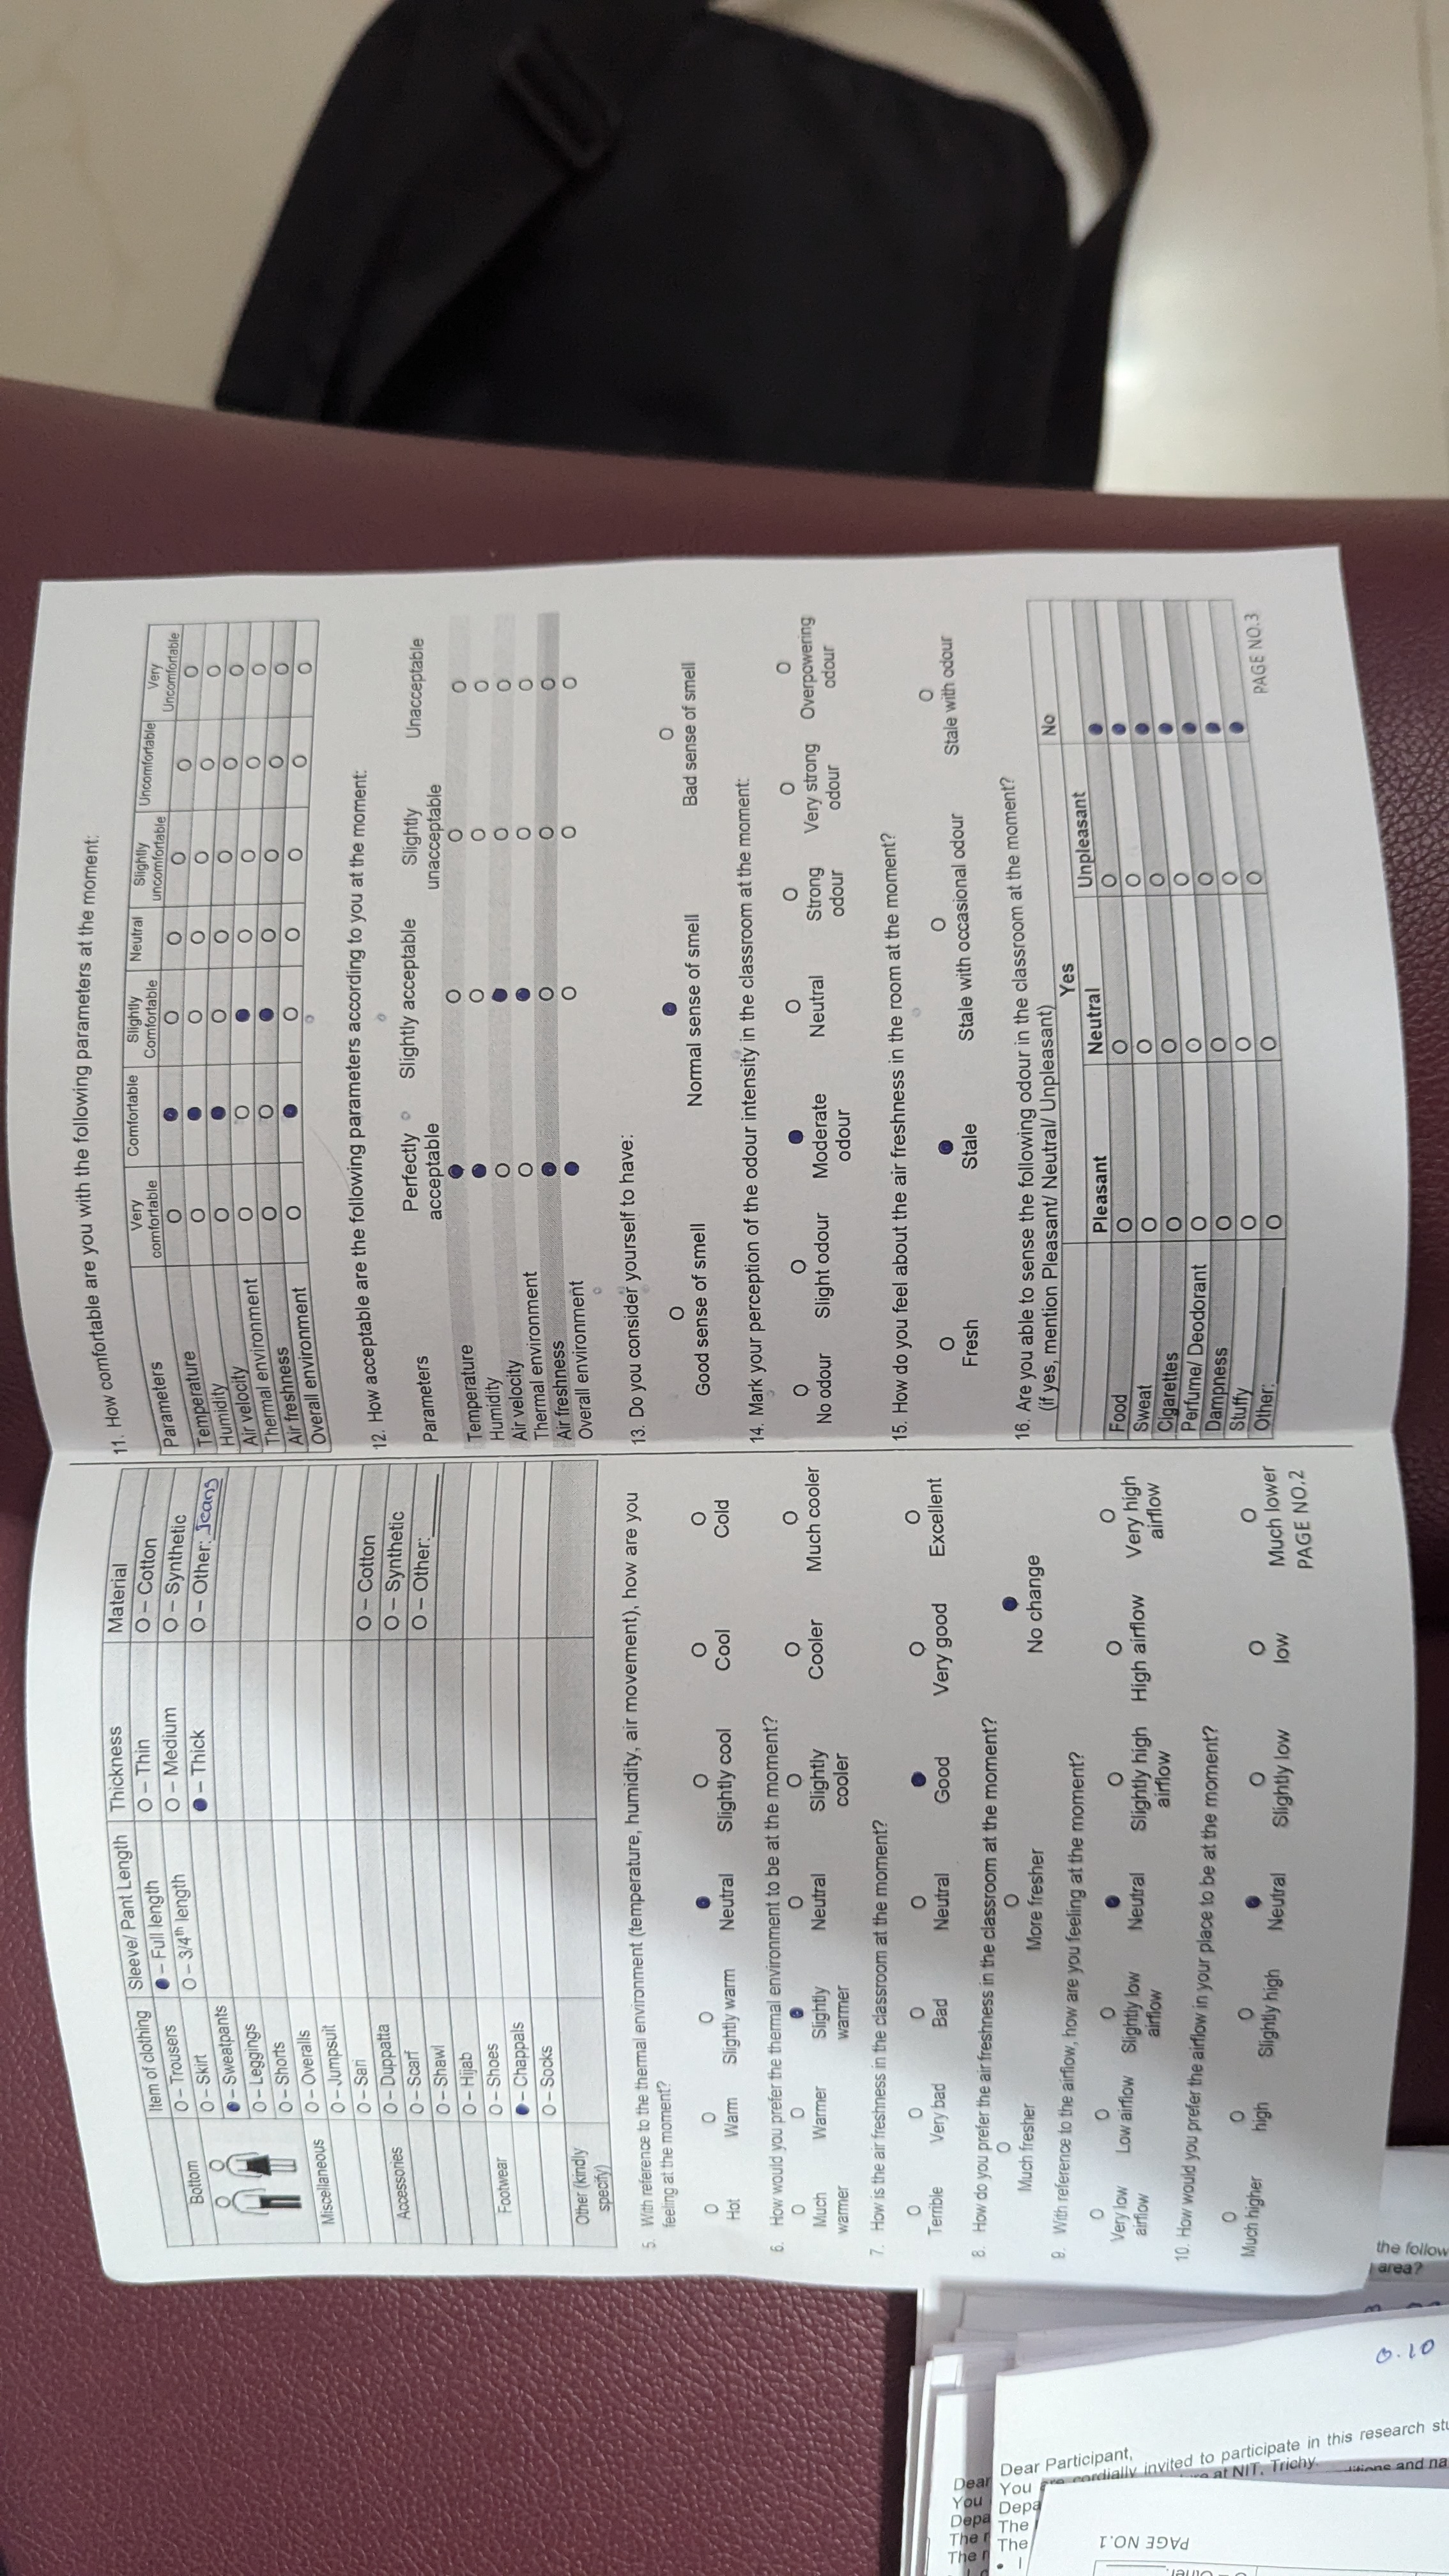 Item of clothing Sleeve/ Pant Length Thickness Material
Bottom O – Trousers ● – Full length O – Thin O – Cotton
O – Skirt O – 3/4th length O – Medium O – Synthetic
● – Sweatpants ● – Thick O – Other: Jeans
O – Leggings
O – Shorts
Miscellaneous O – Overalls
O – Jumpsuit
O – Sari
Accessories O – Duppatta O – Cotton
O – Scarf O – Synthetic
O – Shawl O – Other:
O – Hijab
Footwear O – Shoes
● – Chappals
O – Socks
Other (kindly
specify)
5. With reference to the thermal environment (temperature, humidity, air movement), how are you
feeling at the moment?
O O O ● O O O
Hot Warm Slightly warm Neutral Slightly cool Cool Cold
6. How would you prefer the thermal environment to be at the moment?
O O ● O O O O
Much Warmer Slightly Neutral Slightly Cooler Much cooler
warmer warmer cooler
7. How is the air freshness in the classroom at the moment?
O O O O ● O O
Terrible Very bad Bad Neutral Good Very good Excellent
8. How do you prefer the air freshness in the classroom at the moment?
O O ●
Much fresher More fresher No change
9. With reference to the airflow, how are you feeling at the moment?
O O O ● O O O
Very low Low airflow Slightly low Neutral Slightly high High airflow Very high
airflow airflow airflow airflow
10. How would you prefer the airflow in your place to be at the moment?
O O O ● O O O
Much higher high Slightly high Neutral Slightly low low Much lower
PAGE NO.2
11. How comfortable are you with the following parameters at the moment:
Very Comfortable Slightly Neutral Slightly Uncomfortable Very
comfortable Comfortable uncomfortable Uncomfortable
Parameters O ● O O O O O
Temperature O ● O O O O O
Humidity O ● O O O O O
Air velocity O O ● O O O O
Thermal environment O O ● O O O O
Air freshness O ● O O O O O
Overall environment
12. How acceptable are the following parameters according to you at the moment:
Parameters Perfectly Slightly acceptable Slightly Unacceptable
acceptable unacceptable
Temperature ● O O O
Humidity ● O O O
Air velocity O ● O O
Thermal environment O ● O O
Air freshness ● O O O
Overall environment ● O O O
13. Do you consider yourself to have:
O ● O
Good sense of smell Normal sense of smell Bad sense of smell
14. Mark your perception of the odour intensity in the classroom at the moment:
O O ● O O O O
No odour Slight odour Moderate Neutral Strong Very strong Overpowering
odour odour odour odour
15. How do you feel about the air freshness in the room at the moment?
O ● O O
Fresh Stale Stale with occasional odour Stale with odour
16. Are you able to sense the following odour in the classroom at the moment?
(if yes, mention Pleasant/ Neutral/ Unpleasant)
Yes No
Pleasant Neutral Unpleasant
Food O O O ●
Sweat O O O ●
Cigarettes O O O ●
Perfume/ Deodorant O O O ●
Dampness O O O ●
Stuffy O O O ●
Other: O O O
PAGE NO.3
the follow
area?
0.10
Dear
You
Depa
The
The
Dear Participant,
You are cordially invited to participate in this research
Depa at NIT, Trichy.
The and na
The
PAGE NO.1